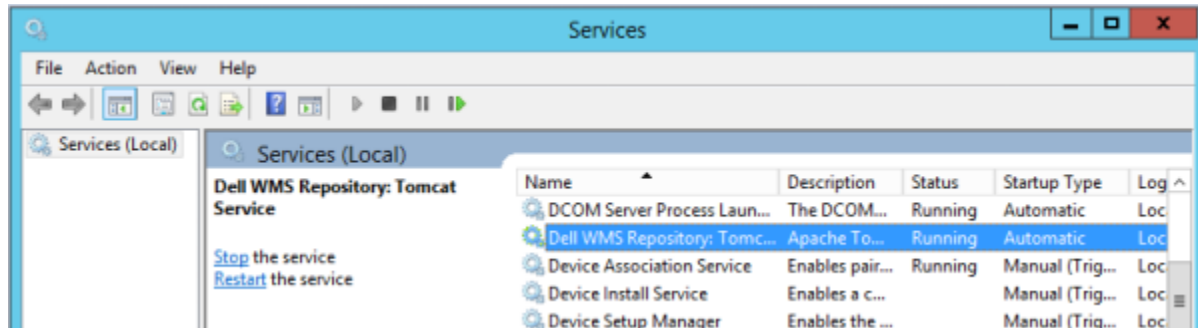 Services
File Action View Help
Services (Local)
Services (Local)
Dell WMS Repository: Tomcat
Service
Stop the service
Restart the service
Name Description Status Startup Type Log
DCOM Server Process Laun... The DCOM... Running Automatic Loc
Dell WMS Repository: Tomc... Apache To... Running Automatic Loc
Device Association Service Enables pair... Running Manual (Trig... Loc
Device Install Service Enables a c... Manual (Trig... Loc
Device Setup Manager Enables the ... Manual (Trig... Loc